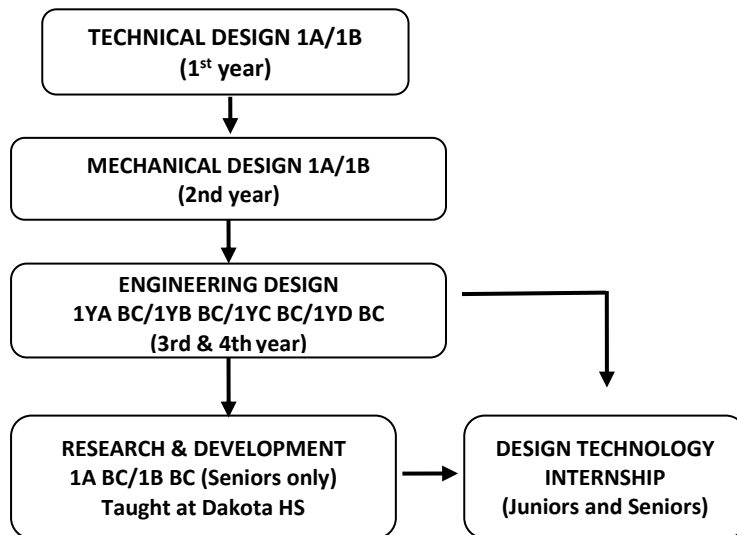 TECHNICAL DESIGN 1A/1B
(1st year)
MECHANICAL DESIGN 1A/1B
(2nd year)
ENGINEERING DESIGN
1YA BC/1YB BC/1YC BC/1YD BC
(3rd & 4th year)
RESEARCH & DEVELOPMENT
1A BC/1B BC (Seniors only)
Taught at Dakota HS
DESIGN TECHNOLOGY
INTERNSHIP
(Juniors and Seniors)